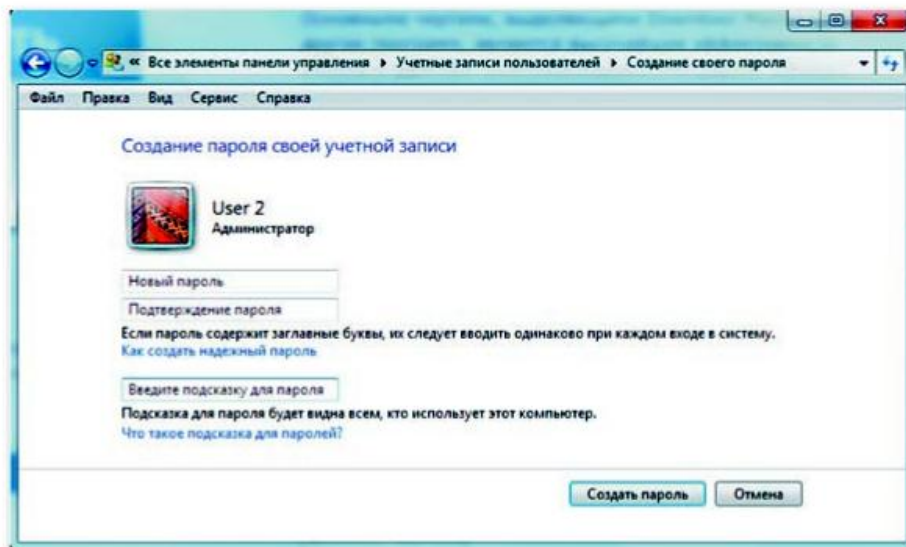 « Все элементы панели управления ▸ Учетные записи пользователей ▸ Создание своего пароля
Файл Правка Вид Сервис Справка
Создание пароля своей учетной записи
User 2
Администратор
Новый пароль
Подтверждение пароля
Если пароль содержит заглавные буквы, их следует вводить одинаково при каждом входе в систему.
Как создать надежный пароль
Введите подсказку для пароля
Подсказка для пароля будет видна всем, кто использует этот компьютер.
Что такое подсказка для паролей?
Создать пароль Отмена